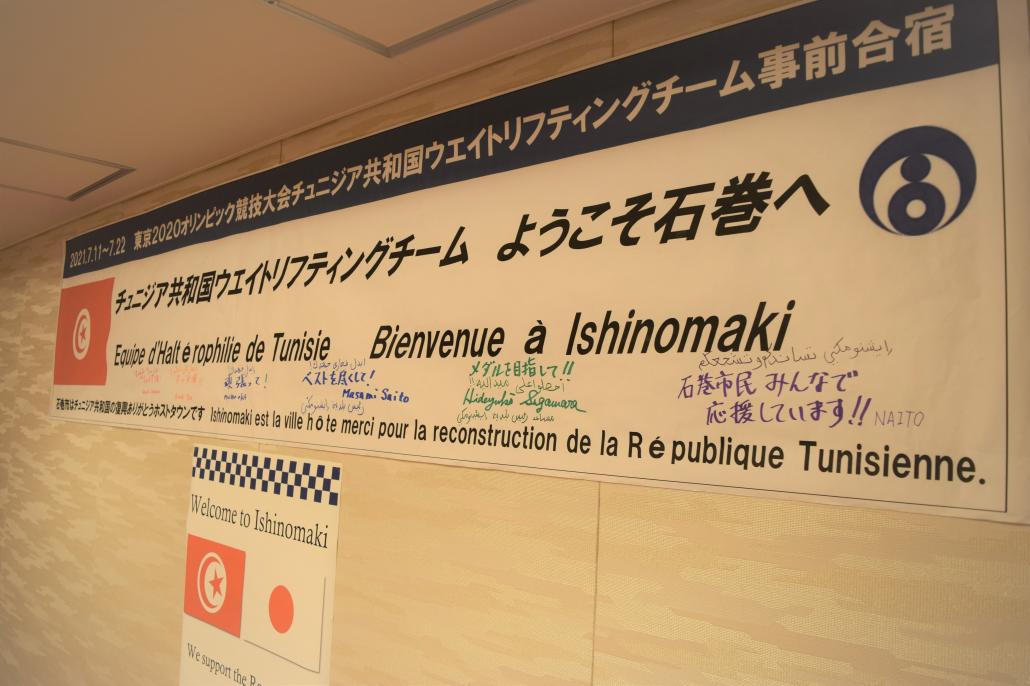 2021.7.11~7.22 東京2020オリンピック競技大会チュニジア共和国ウエイトリフティングチーム事前合宿
チュニジア共和国ウエイトリフティングチーム ようこそ石巻へ
Equipe d'Halt é rophilie de Tunisie Bienvenue à Ishinomaki
ベストを尽くして!
Masami Saito
メダルを目指して!!
Hideyuki Sugawara
石巻市民 みんなで
応援しています!! NAITO
石巻市はチュニジア共和国の復興ありがとうホストタウンです Ishinomaki est la ville hôte merci pour la reconstruction de la R é publique Tunisienne.
Welcome to Ishinomaki
We support the